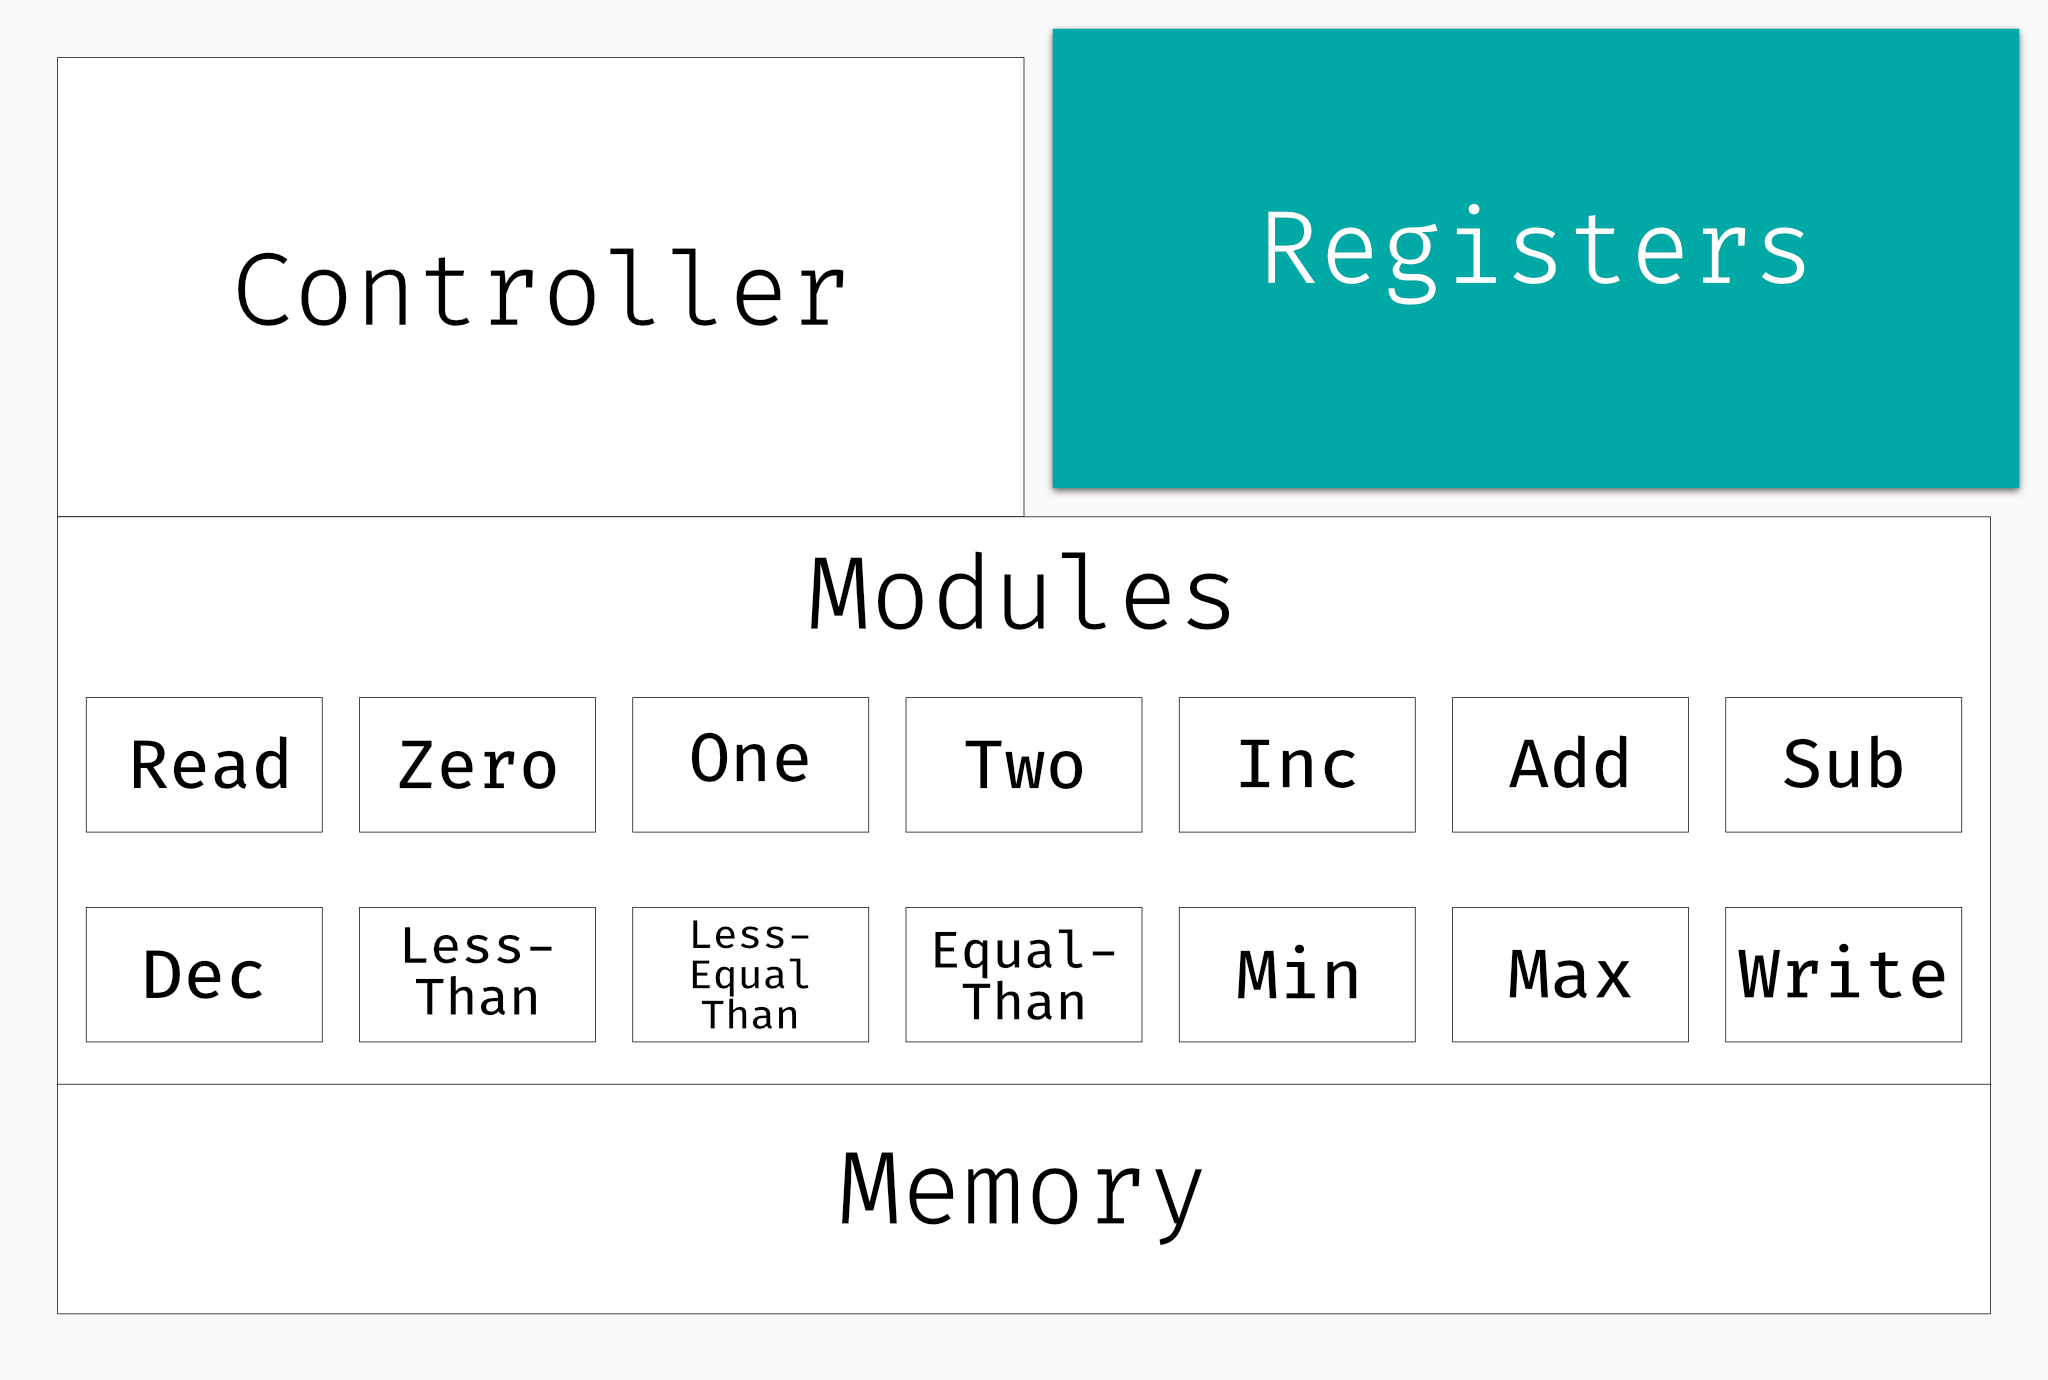 Controller
Registers
Modules
Read
Zero
One
Two
Inc
Add
Sub
Dec
Less-
Than
Less-
Equal
Than
Equal-
Than
Min
Max
Write
Memory